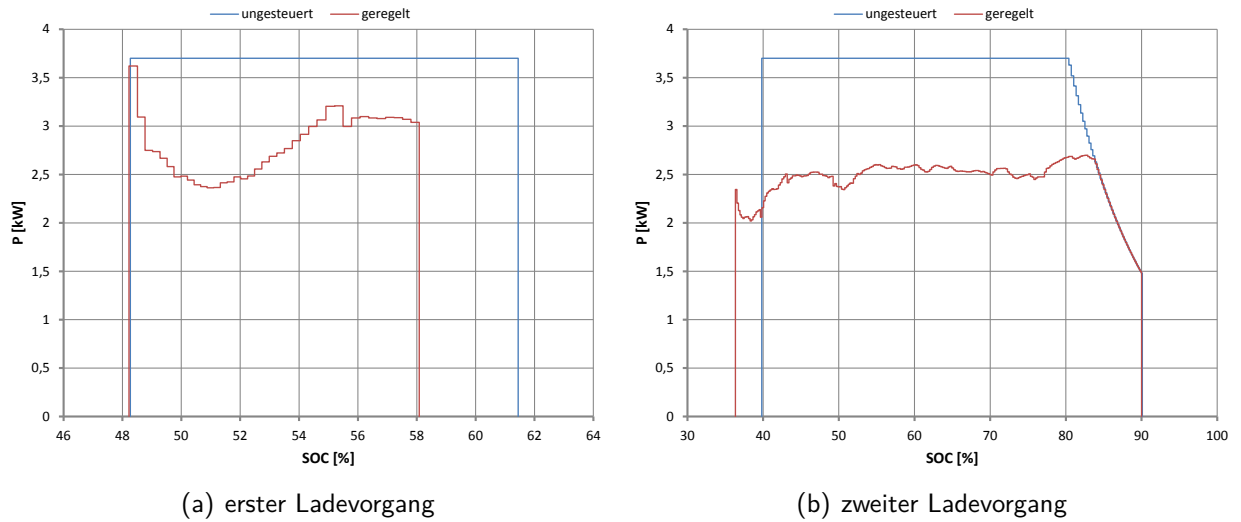 ungesteuert geregelt
4
3,5
3
2,5
2
1,5
1
0,5
0
P [kW]
46 48 50 52 54 56 58 60 62 64
SOC [%]
(a) erster Ladevorgang
ungesteuert geregelt
4
3,5
3
2,5
2
1,5
1
0,5
0
P [kW]
30 40 50 60 70 80 90 100
SOC [%]
(b) zweiter Ladevorgang